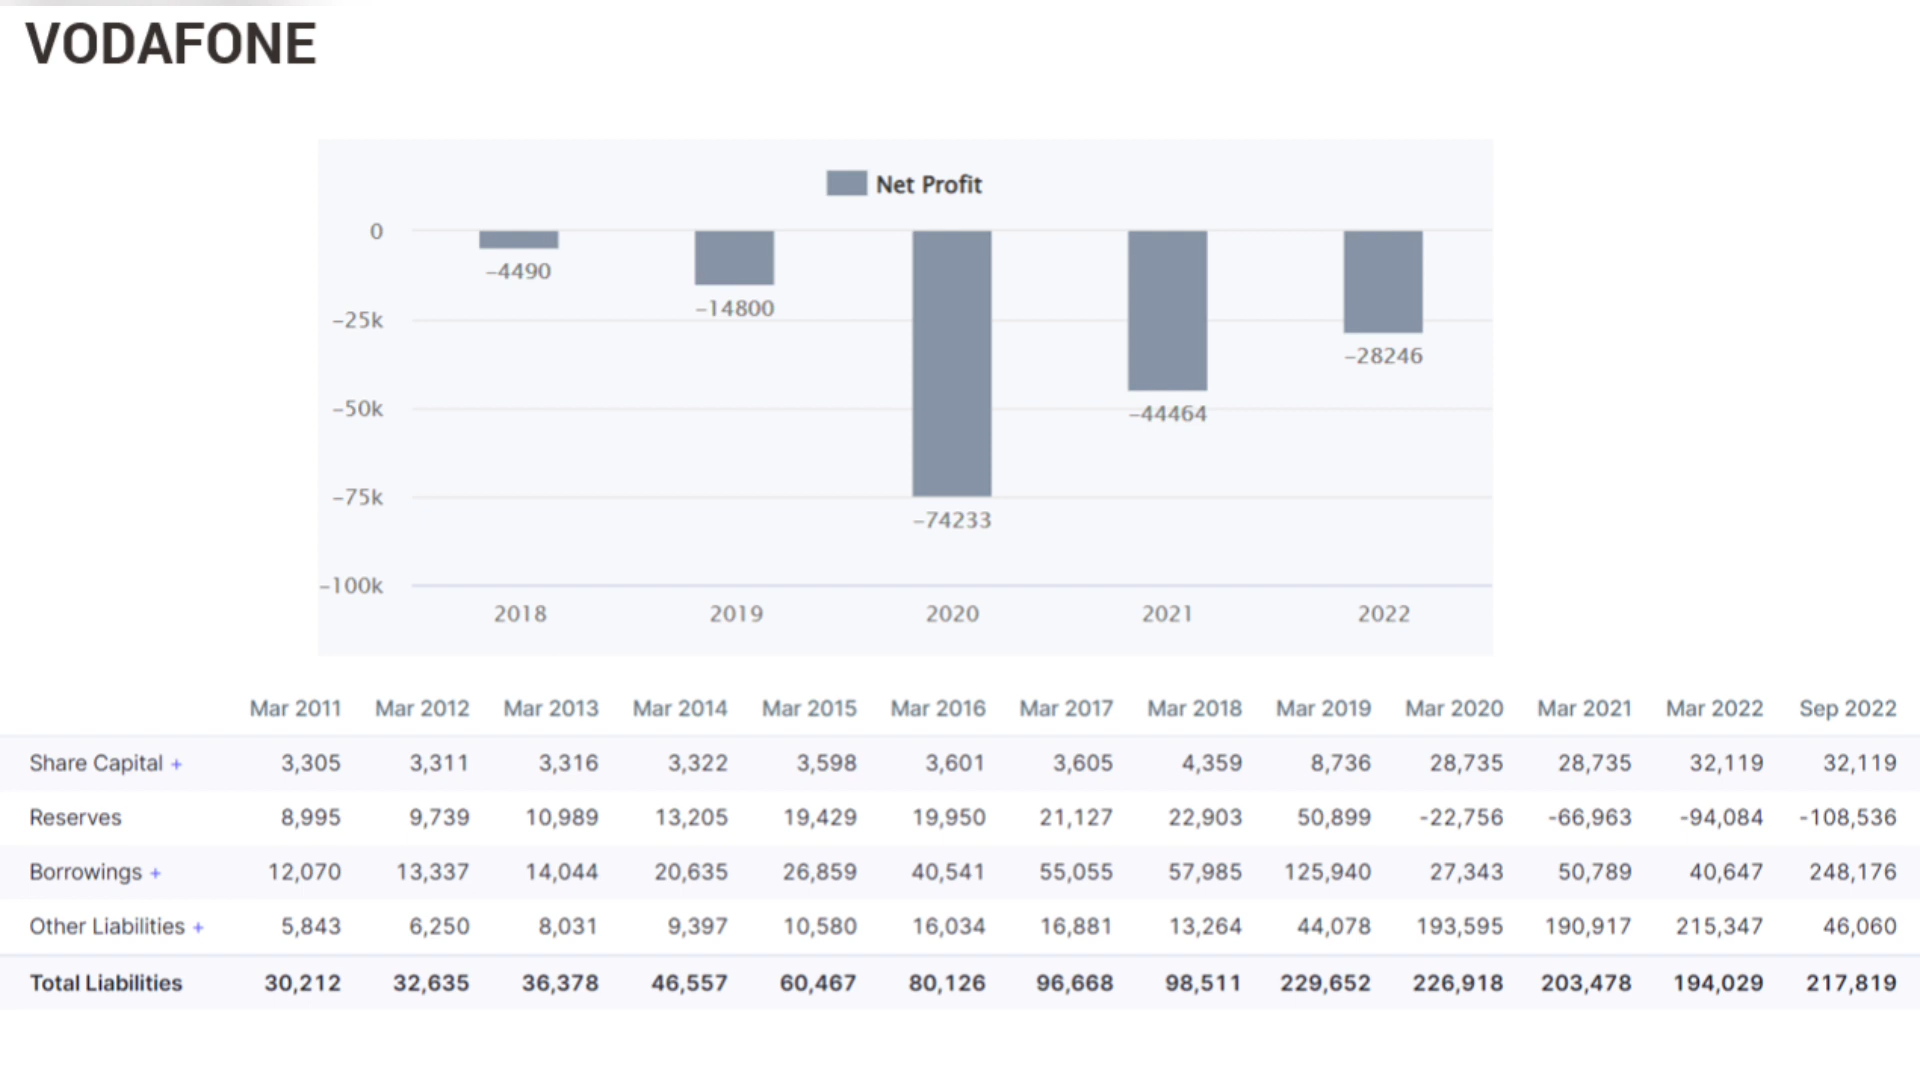 VODAFONE
Net Profit
0
−4490
−14800
−25k
−28246
−50k
−44464
−75k
−74233
−100k
2018 2019 2020 2021 2022
Mar 2011 Mar 2012 Mar 2013 Mar 2014 Mar 2015 Mar 2016 Mar 2017 Mar 2018 Mar 2019 Mar 2020 Mar 2021 Mar 2022 Sep 2022
Share Capital + 3,305 3,311 3,316 3,322 3,598 3,601 3,605 4,359 8,736 28,735 28,735 32,119 32,119
Reserves 8,995 9,739 10,989 13,205 19,429 19,950 21,127 22,903 50,899 -22,756 -66,963 -94,084 -108,536
Borrowings + 12,070 13,337 14,044 20,635 26,859 40,541 55,055 57,985 125,940 27,343 50,789 40,647 248,176
Other Liabilities + 5,843 6,250 8,031 9,397 10,580 16,034 16,881 13,264 44,078 193,595 190,917 215,347 46,060
Total Liabilities 30,212 32,635 36,378 46,557 60,467 80,126 96,668 98,511 229,652 226,918 203,478 194,029 217,819